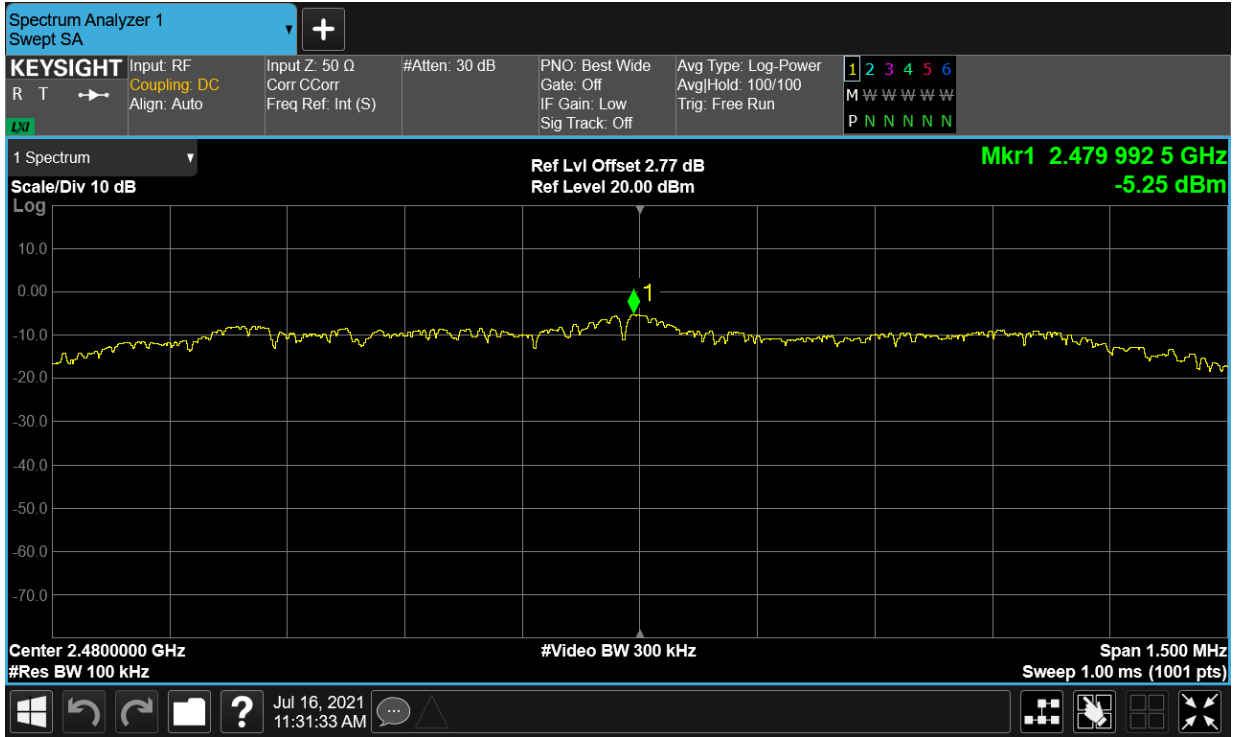 Spectrum Analyzer 1
Swept SA
KEYSIGHT
R T
LXI
Input: RF
Coupling: DC
Align: Auto
Input Z: 50 Ω
Corr CCorr
Freq Ref: Int (S)
#Atten: 30 dB
PNO: Best Wide
Gate: Off
IF Gain: Low
Sig Track: Off
Avg Type: Log-Power
Avg|Hold: 100/100
Trig: Free Run
1 2 3 4 5 6
M W W W W W
P N N N N N N
1 Spectrum
Scale/Div 10 dB
Log
Ref Lvl Offset 2.77 dB
Ref Level 20.00 dBm
Mkr1 2.479 992 5 GHz
-5.25 dBm
10.0
0.00
-10.0
-20.0
-30.0
-40.0
-50.0
-60.0
-70.0
1
Center 2.4800000 GHz
#Res BW 100 kHz
#Video BW 300 kHz
Span 1.500 MHz
Sweep 1.00 ms (1001 pts)
?
Jul 16, 2021
11:31:33 AM